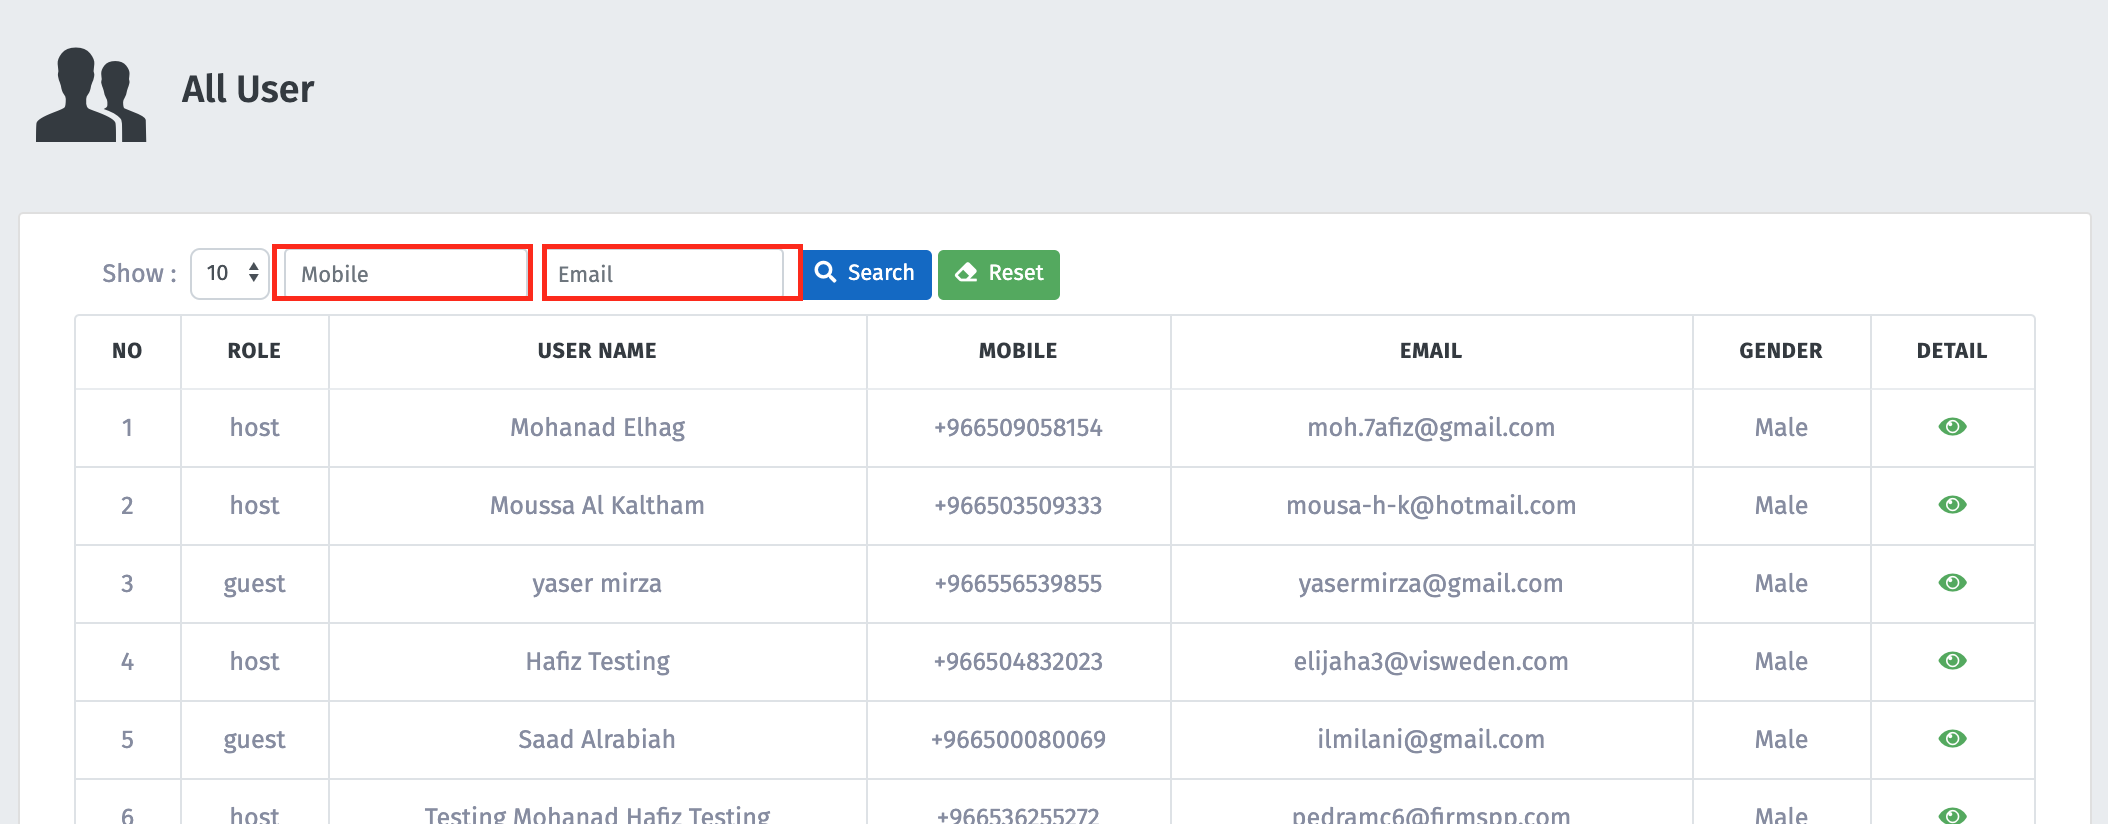 All User
Show : 10 Mobile Email Search Reset
NO ROLE USER NAME MOBILE EMAIL GENDER DETAIL
1 host Mohanad Elhag +966509058154 moh.7afiz@gmail.com Male
2 host Moussa Al Kaltham +966503509333 mousa-h-k@hotmail.com Male
3 guest yaser mirza +966556539855 yasermirza@gmail.com Male
4 host Hafiz Testing +966504832023 elijaha3@visweden.com Male
5 guest Saad Alrabiah +966500080069 ilmilani@gmail.com Male
6 host Testing Mohanad Hafiz Testing +966536255272 pedramc6@firmspp.com Male